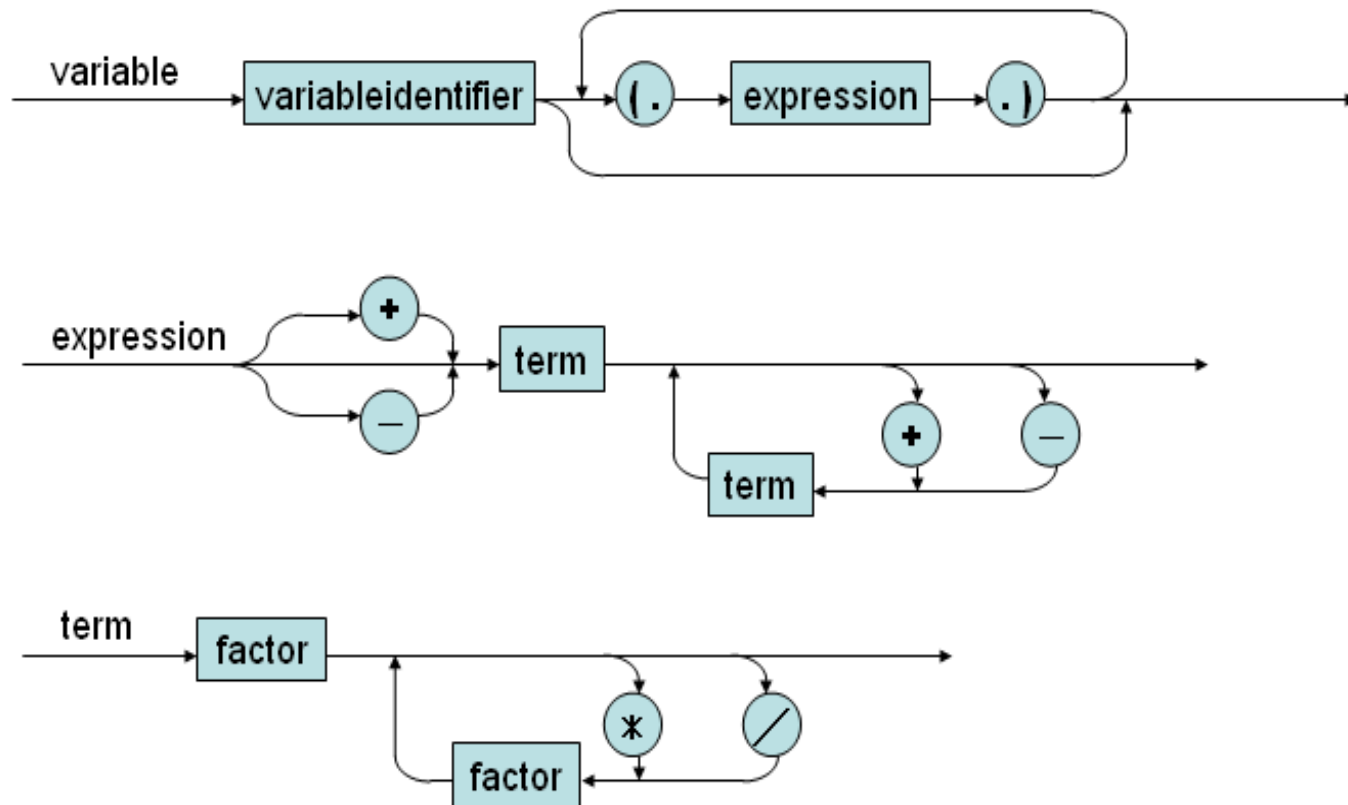 variable variableidentifier (. expression .)
+
expression term
–
+ –
term
term factor
* /
factor